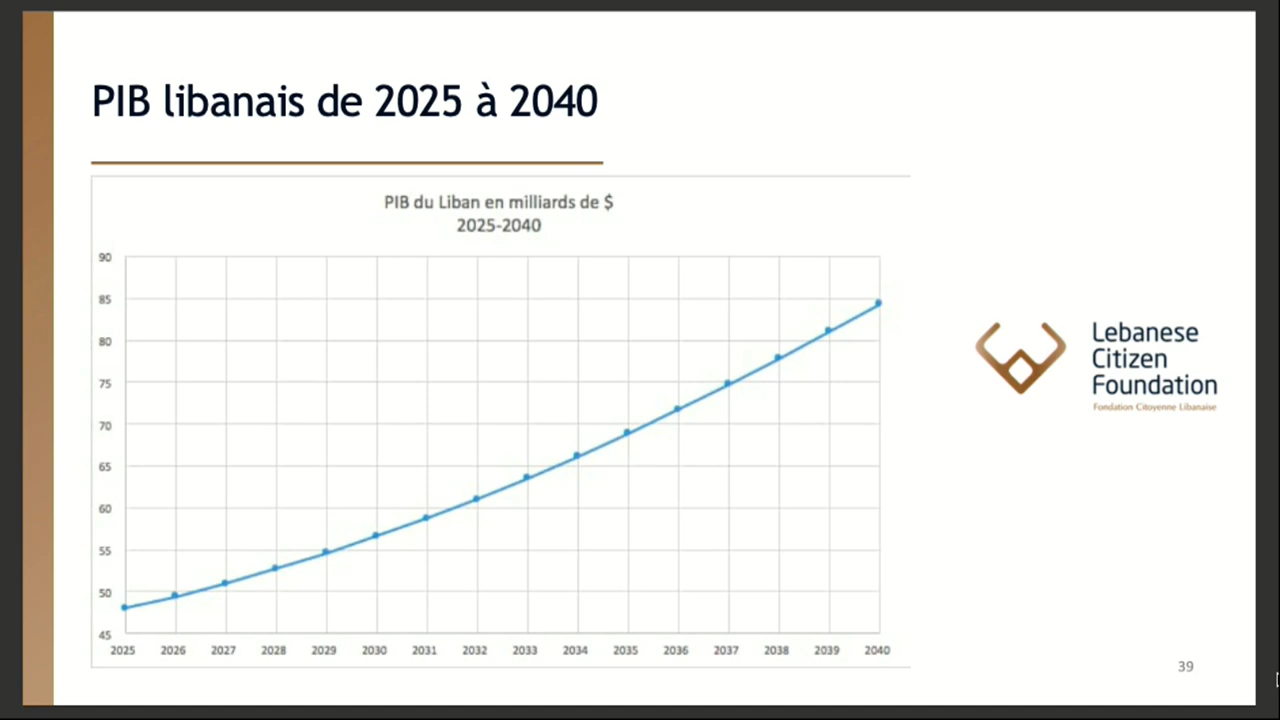 PIB libanais de 2025 à 2040
PIB du Liban en milliards de $
2025-2040
90
85
80
75
70
65
60
55
50
45
2025 2026 2027 2028 2029 2030 2031 2032 2033 2034 2035 2036 2037 2038 2039 2040
Lebanese
Citizen
Foundation
Fondation Citoyenne Libanaise
39